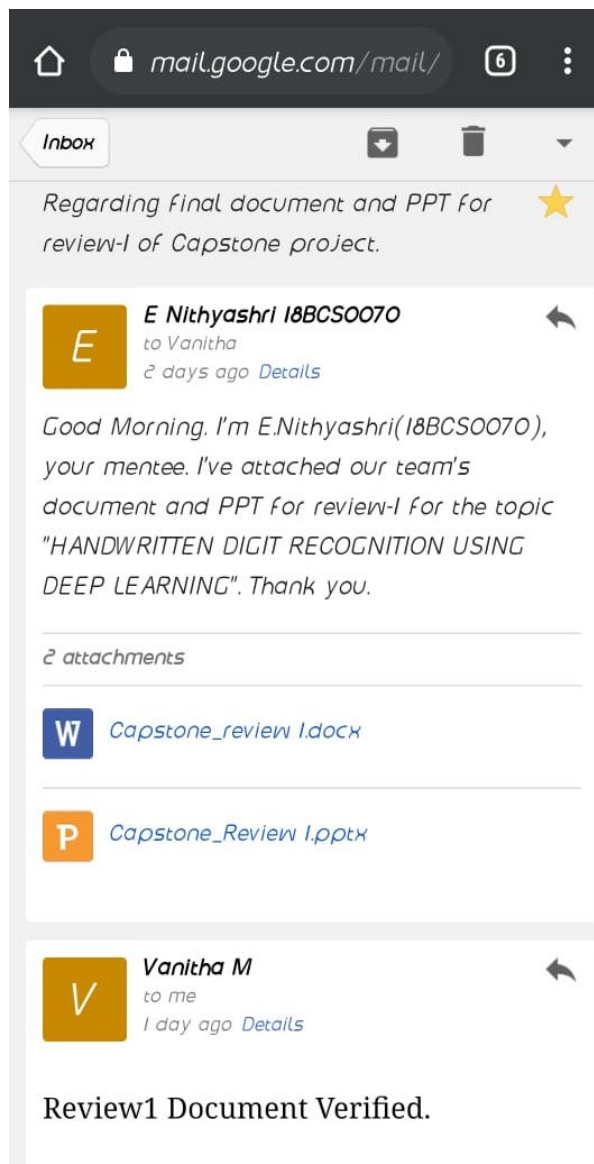 mail.google.com/mail/
6
Inbox
Regarding final document and PPT for
review-I of Capstone project.
E
E Nithyashri 18BCS0070
to Vanitha
2 days ago Details
Good Morning. I'm E.Nithyashri(18BCS0070),
your mentee. I've attached our team's
document and PPT for review-I for the topic
"HANDWRITTEN DIGIT RECOGNITION USING
DEEP LEARNING". Thank you.
2 attachments
W
Capstone_review 1.docx
P
Capstone_Review 1.pptx
V
Vanitha M
to me
1 day ago Details
Review1 Document Verified.